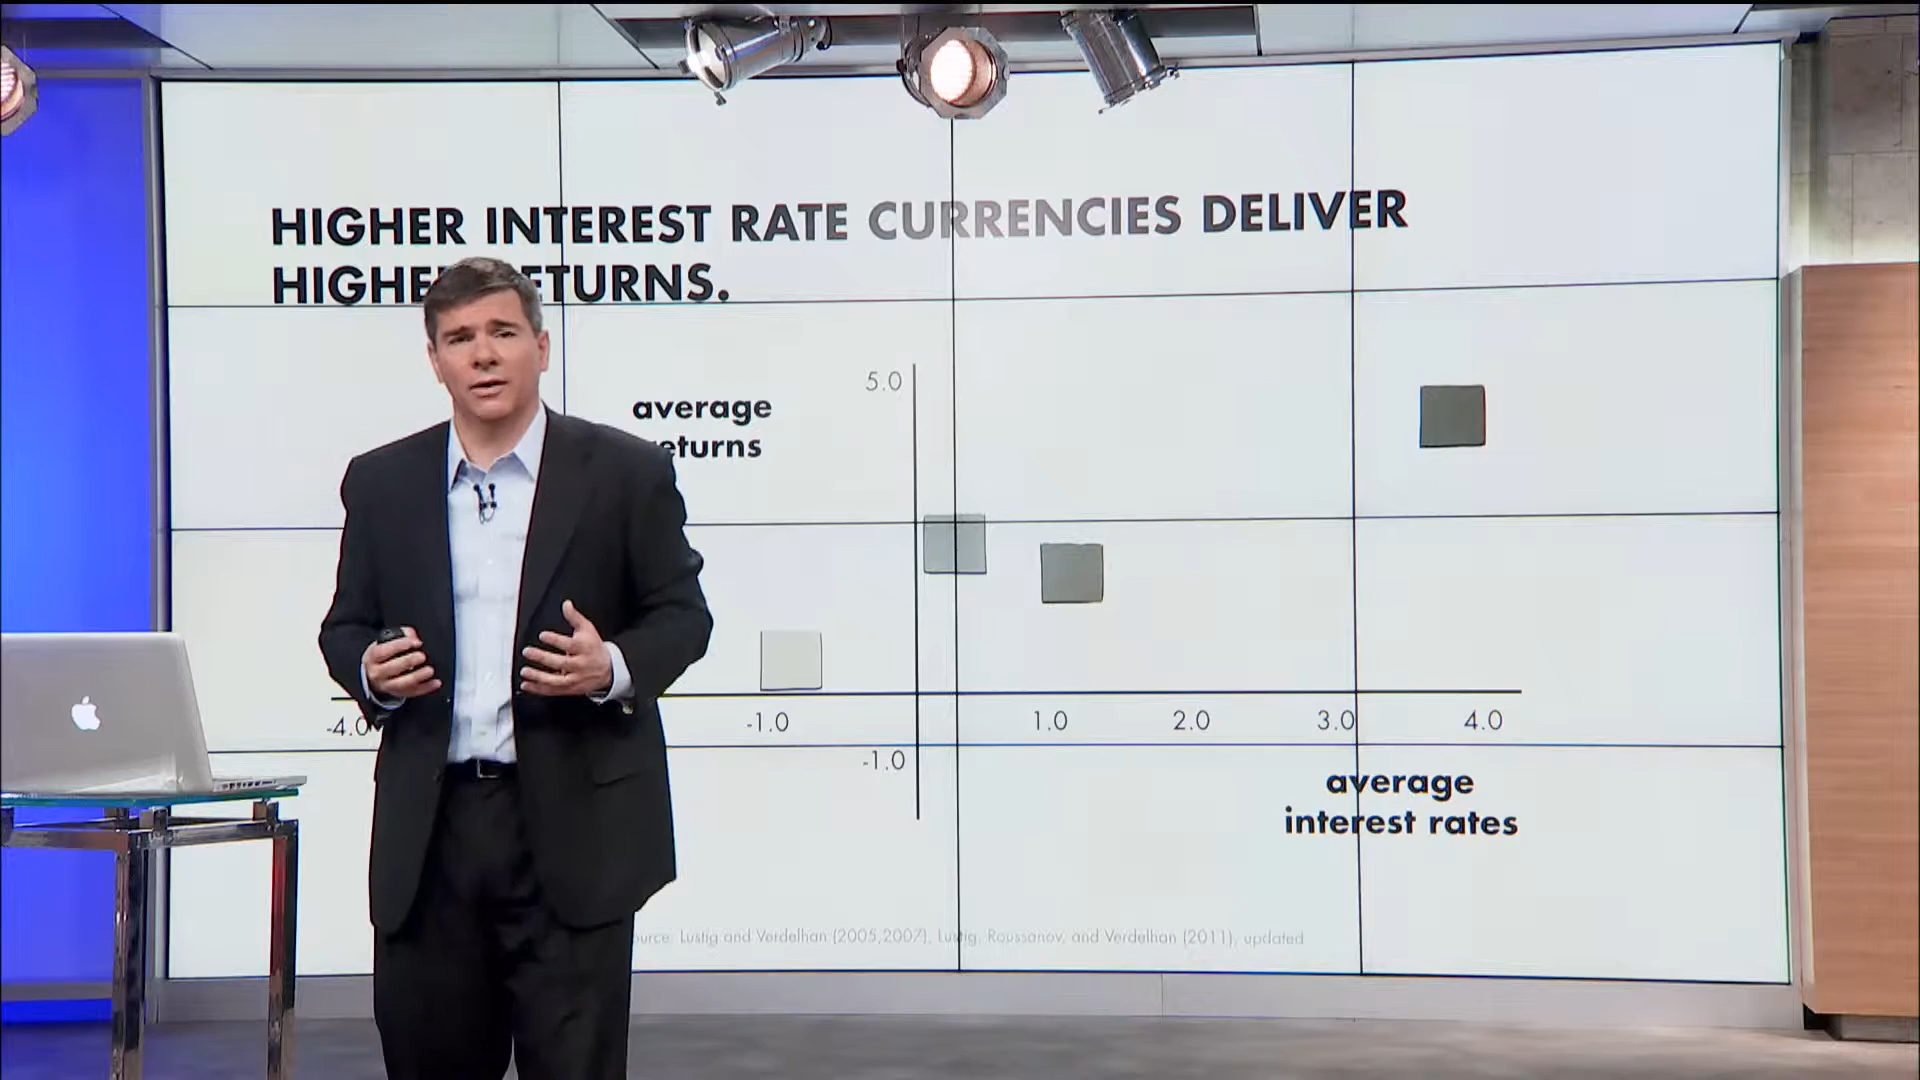 HIGHER INTEREST RATE CURRENCIES DELIVER
HIGHE ETURNS.
5.0
average
eturns
-4.0
-1.0
1.0
2.0
3.0
4.0
-1.0
average
interest rates
urce: Lustig and Verdelhan (2005,2007), Lustig, Roussanov, and Verdelhan (2011), updated